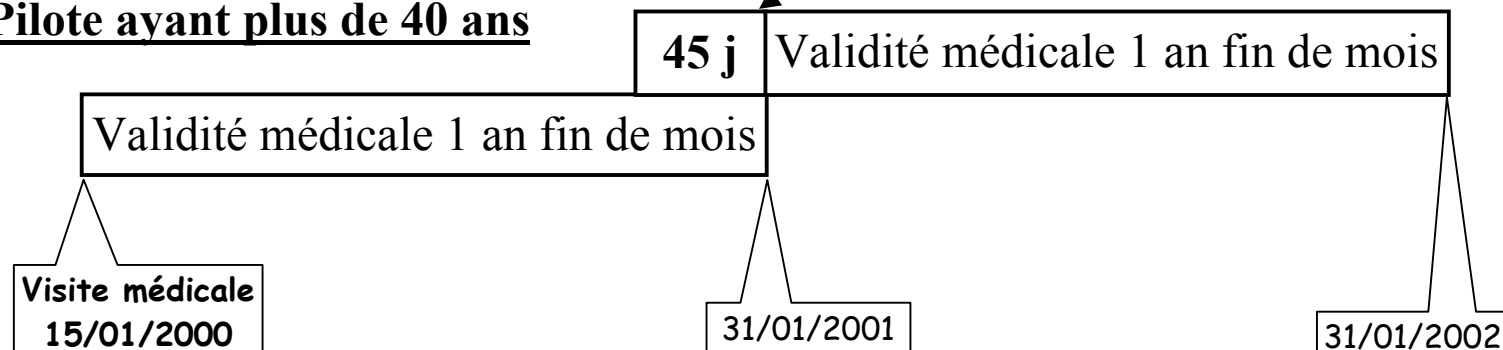 Pilote ayant plus de 40 ans
45 j
Validité médicale 1 an fin de mois
Validité médicale 1 an fin de mois
Visite médicale
15/01/2000
31/01/2001
31/01/2002